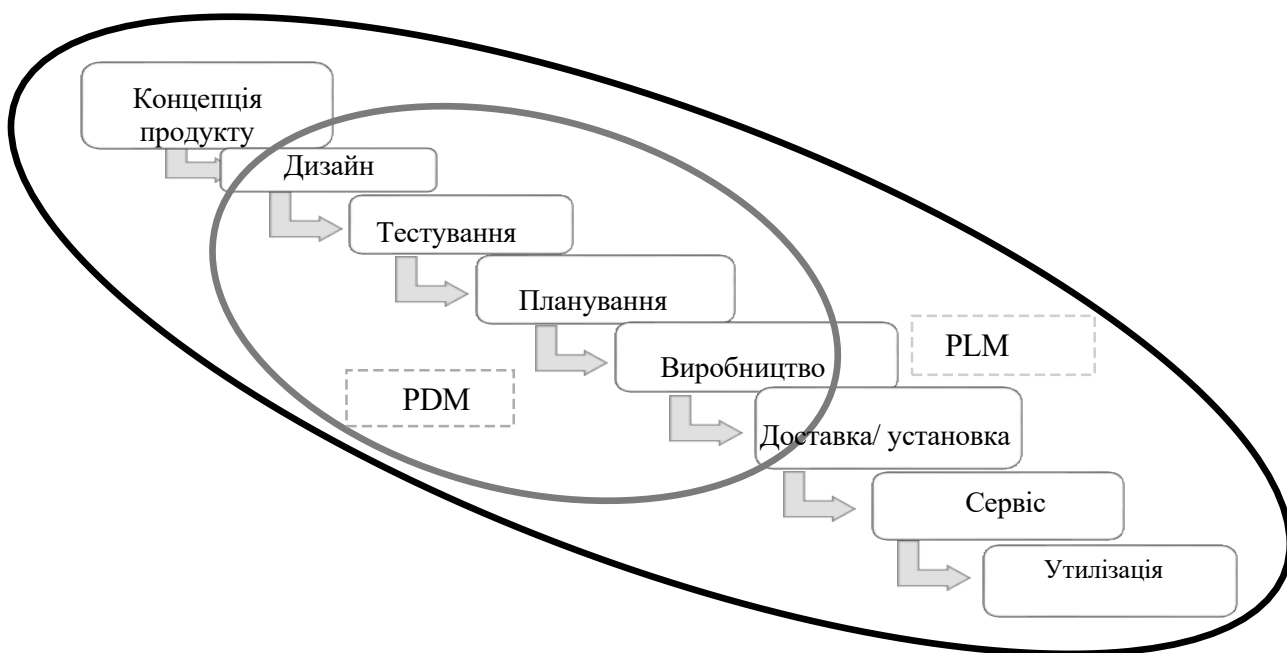 Концепція
продукту
Дизайн
Тестування
Планування
Виробництво
PLM
PDM
Доставка/ установка
Сервіс
Утилізація